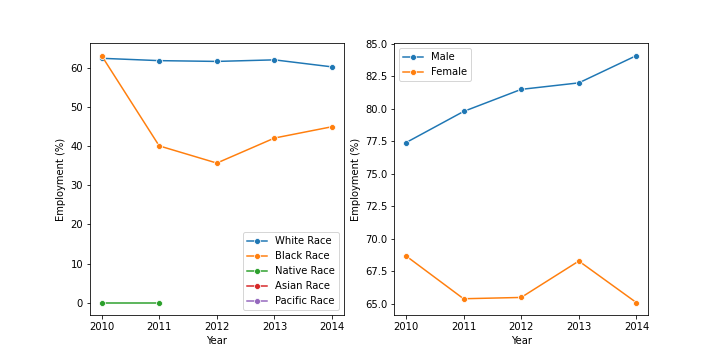 Employment (%)
60
50
40
30
20
10
0
2010 2011 2012 2013 2014
Year
White Race
Black Race
Native Race
Asian Race
Pacific Race
Employment (%)
85.0
82.5
80.0
77.5
75.0
72.5
70.0
67.5
65.0
2010 2011 2012 2013 2014
Year
Male
Female